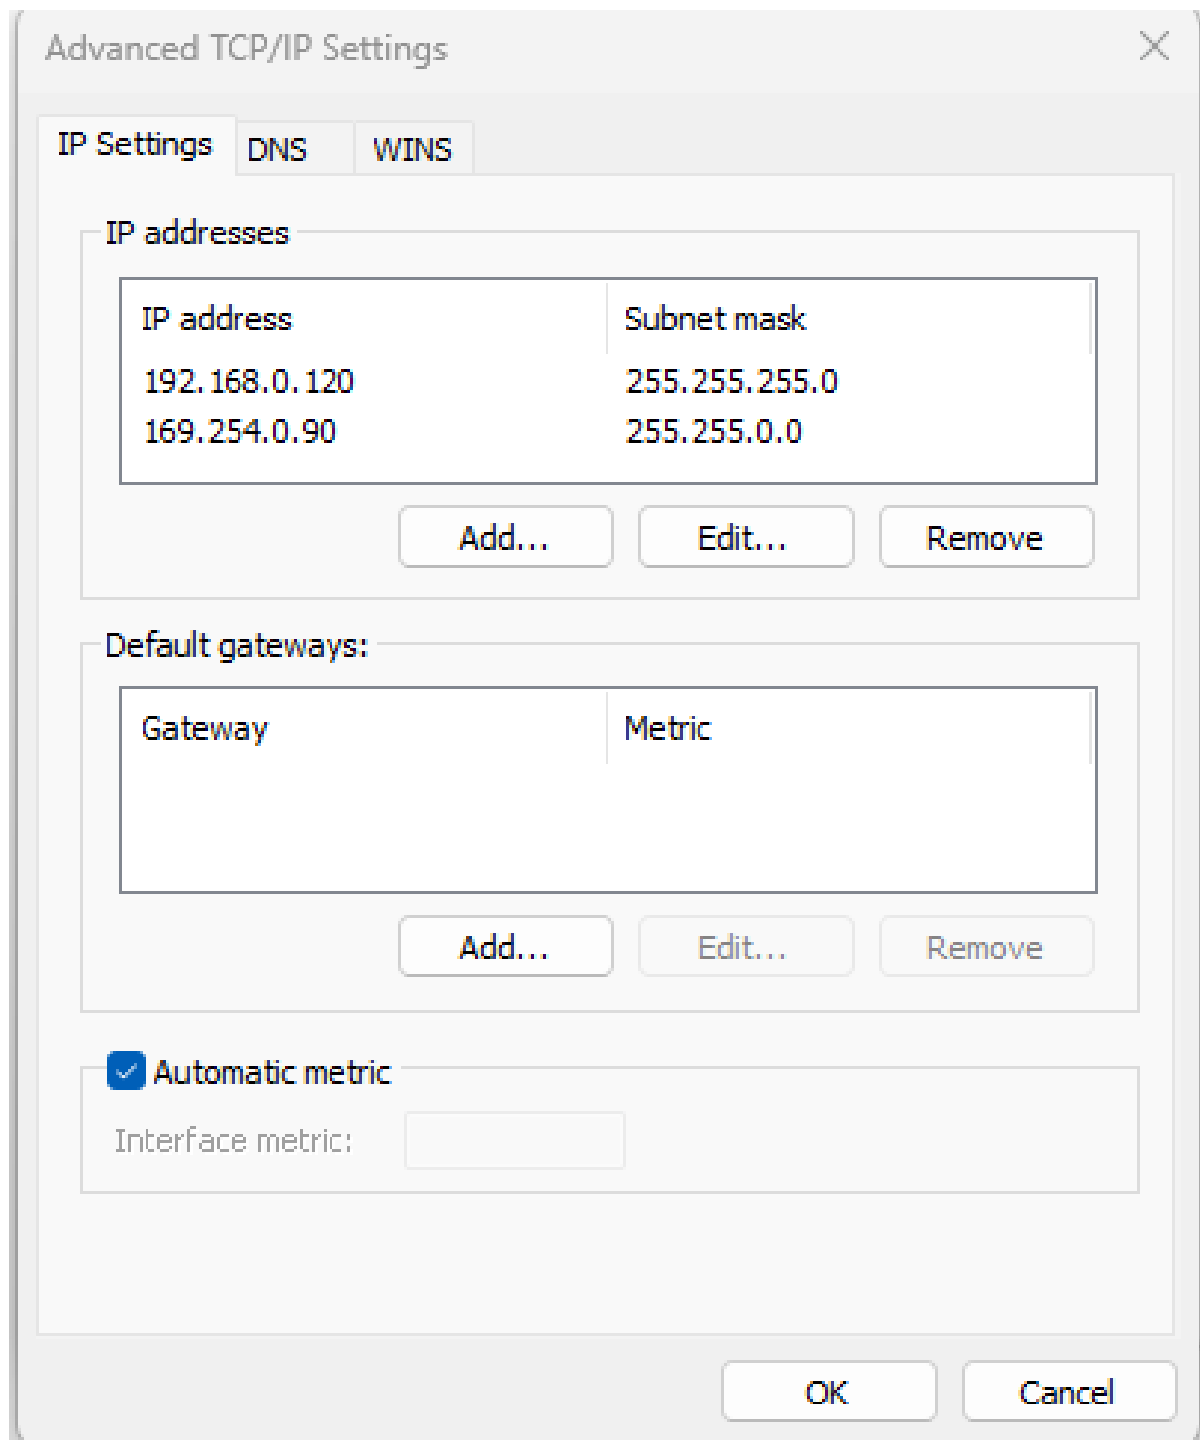 Advanced TCP/IP Settings
IP Settings DNS WINS
IP addresses
IP address Subnet mask
192.168.0.120 255.255.255.0
169.254.0.90 255.255.0.0
Add... Edit... Remove
Default gateways:
Gateway Metric
Add... Edit... Remove
Automatic metric
Interface metric:
OK Cancel